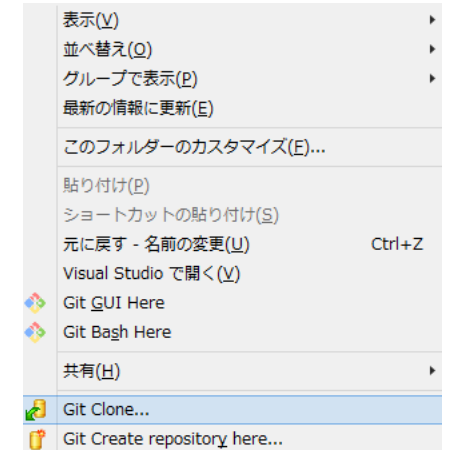 表示(V)
並べ替え(O)
グループで表示(P)
最新の情報に更新(E)
このフォルダーのカスタマイズ(F)...
貼り付け(P)
ショートカットの貼り付け(S)
元に戻す - 名前の変更(U) Ctrl+Z
Visual Studio で開く(V)
Git GUI Here
Git Bash Here
共有(H)
Git Clone...
Git Create repository here...